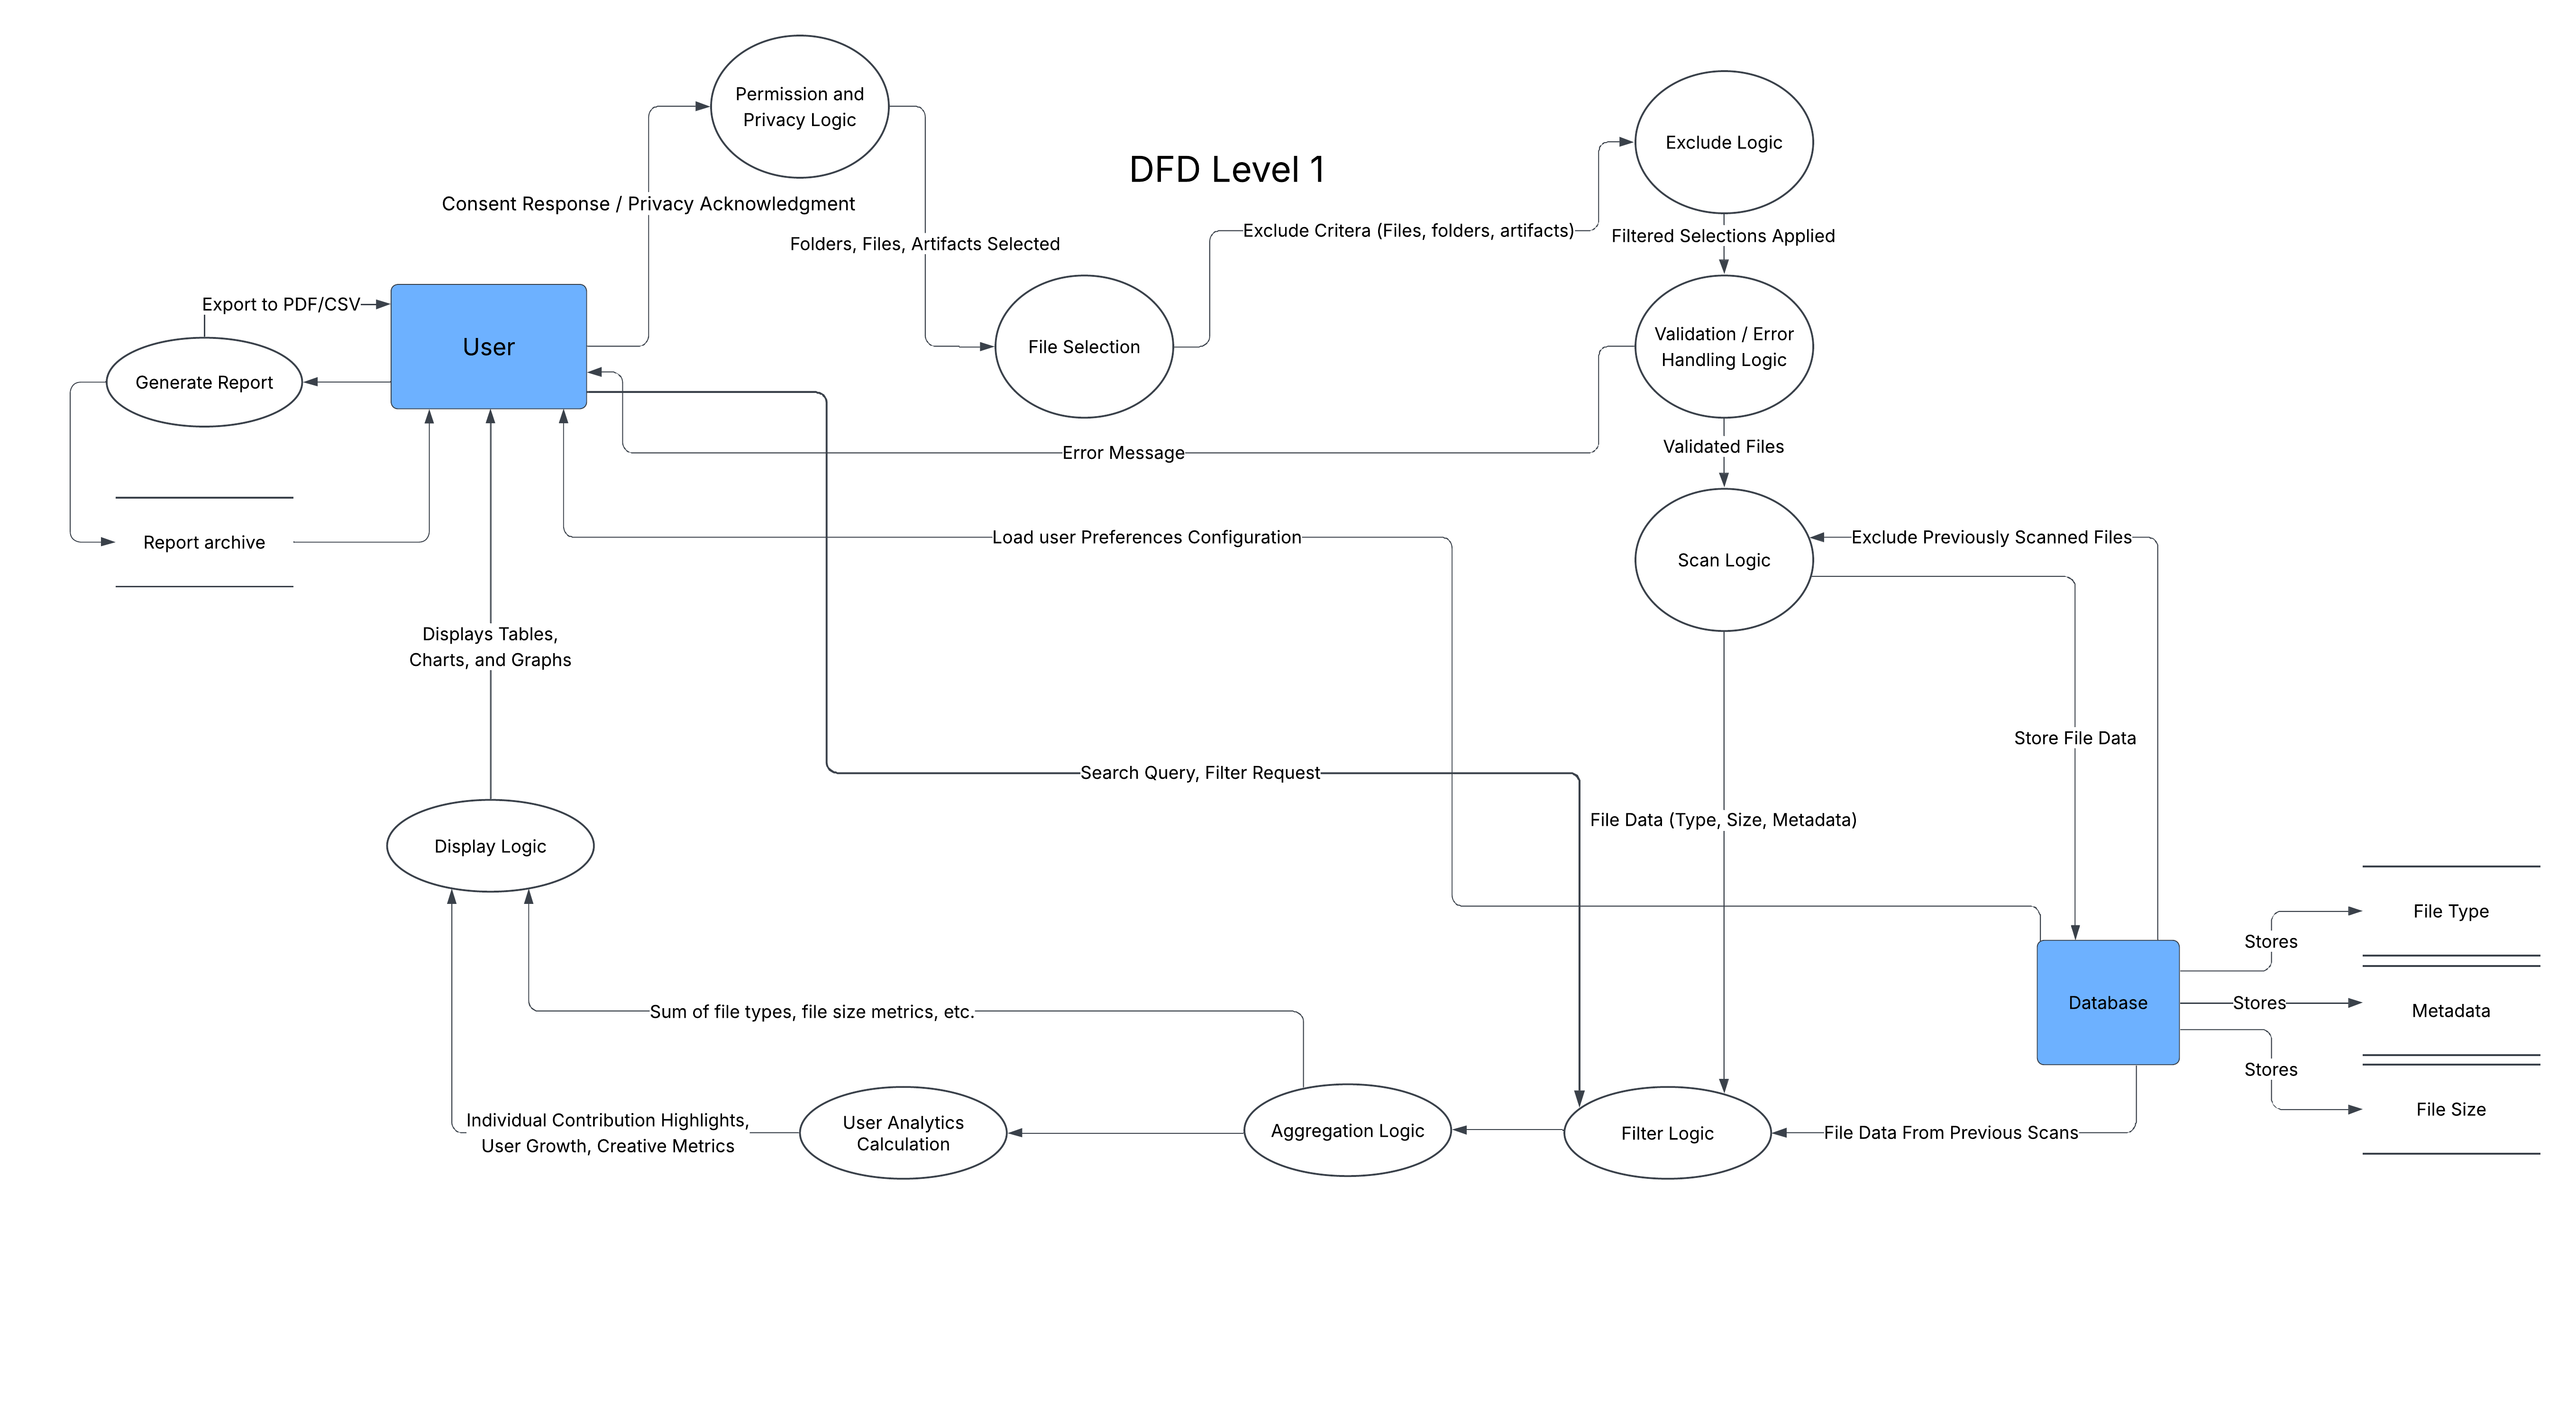 Permission and
Privacy Logic
Exclude Logic
DFD Level 1
Consent Response / Privacy Acknowledgment
Exclude Critera (Files, folders, artifacts)
Filtered Selections Applied
Folders, Files, Artifacts Selected
Export to PDF/CSV
User
File Selection
Validation / Error
Handling Logic
Generate Report
Error Message
Validated Files
Report archive
Load user Preferences Configuration
Exclude Previously Scanned Files
Scan Logic
Displays Tables,
Charts, and Graphs
Store File Data
Search Query, Filter Request
File Data (Type, Size, Metadata)
Display Logic
File Type
Stores
Database
Stores
Metadata
Sum of file types, file size metrics, etc.
Stores
File Size
Individual Contribution Highlights,
User Growth, Creative Metrics
User Analytics
Calculation
Aggregation Logic
Filter Logic
File Data From Previous Scans